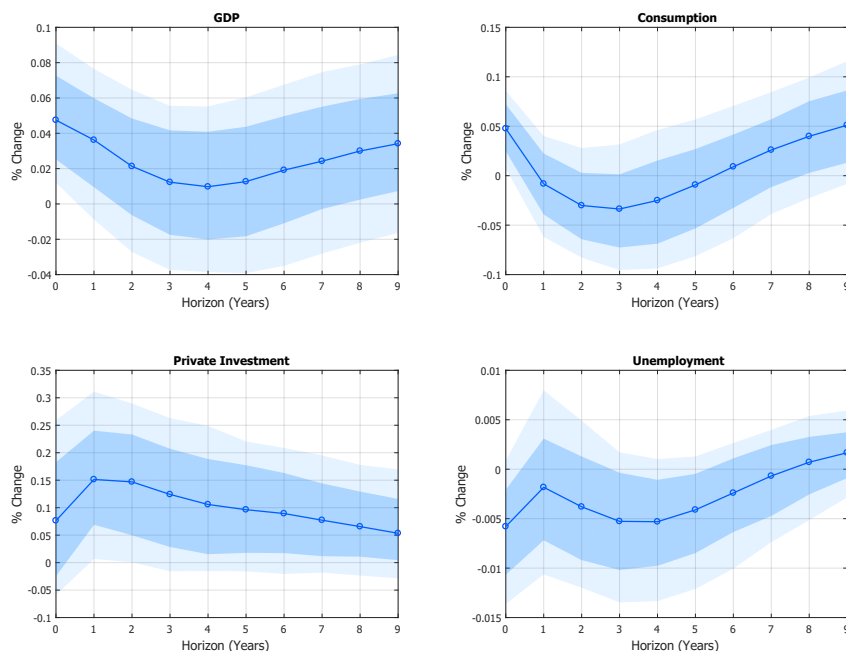 GDP
0.1
0.08
0.06
0.04
0.02
0
-0.02
-0.04
% Change
0 1 2 3 4 5 6 7 8 9
Horizon (Years)
Consumption
0.15
0.1
0.05
0
-0.05
-0.1
% Change
0 1 2 3 4 5 6 7 8 9
Horizon (Years)
Private Investment
0.35
0.3
0.25
0.2
0.15
0.1
0.05
0
-0.05
-0.1
% Change
0 1 2 3 4 5 6 7 8 9
Horizon (Years)
Unemployment
0.01
0.005
0
-0.005
-0.01
-0.015
% Change
0 1 2 3 4 5 6 7 8 9
Horizon (Years)